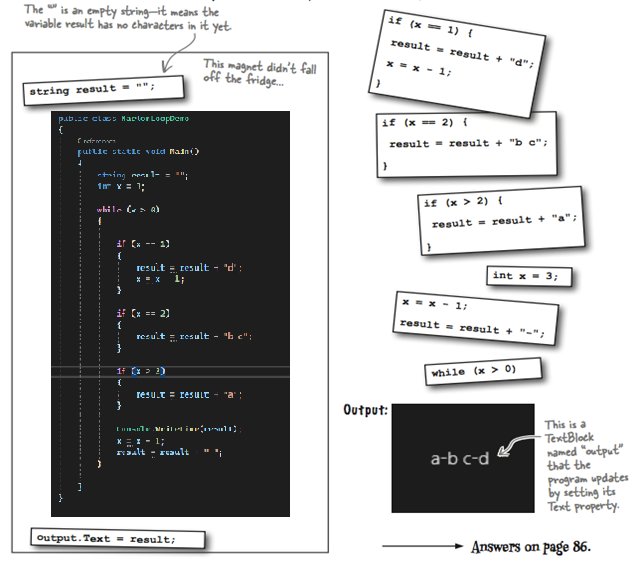 The "" is an empty string—it means the
variable result has no characters in it yet.
This magnet didn't fall
off the fridge...
string result = "";
public class MasterLoopDemo
{
public static void Main()
{
string result = "";
int x = 3;
while (x > 0)
{
if (x == 1)
{
result = result + "d";
x = x - 1;
}
if (x == 2)
{
result = result + "b c";
}
if (x > 2)
{
result = result + "a";
}
Console.WriteLine(result);
x = x - 1;
result = result + "-";
}
}
}
output.Text = result;
if (x == 1) {
result = result + "d";
x = x - 1;
}
if (x == 2) {
result = result + "b c";
}
if (x > 2) {
result = result + "a";
}
int x = 3;
x = x - 1;
result = result + "-";
while (x > 0)
Output:
a-b c-d
This is a
TextBlock
named "output"
that the
program updates
by setting its
Text property.
Answers on page 86.